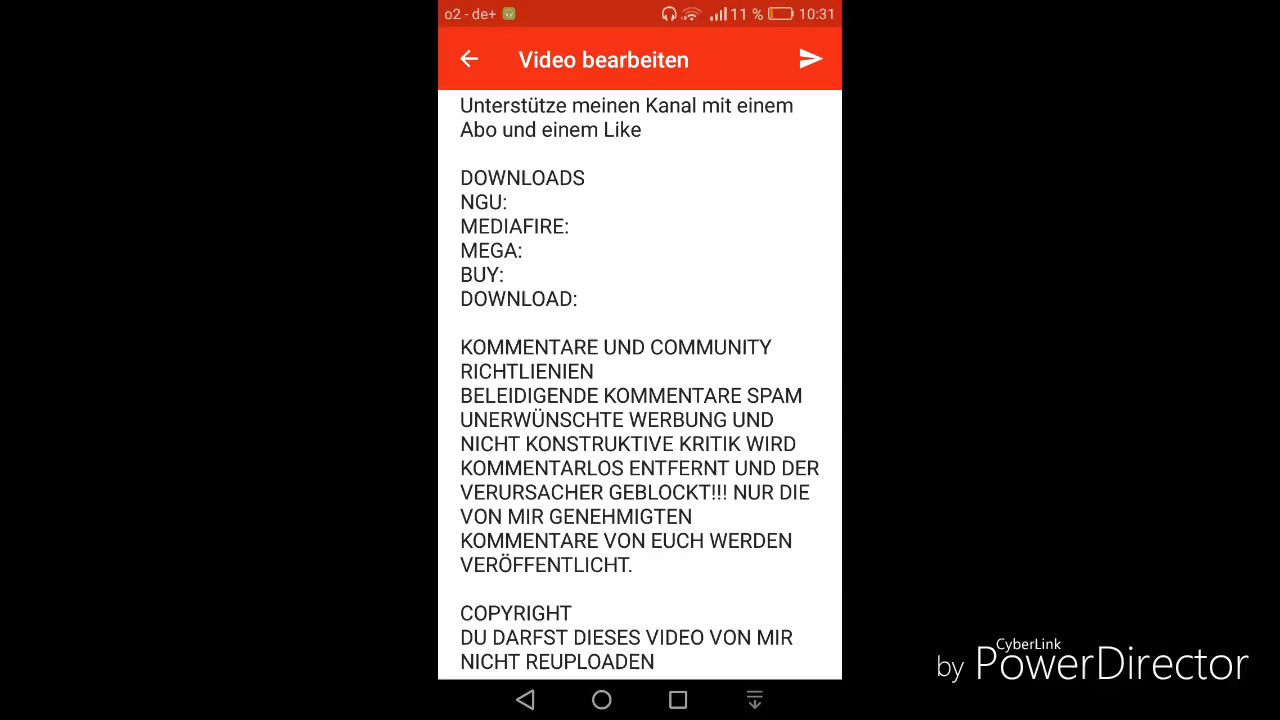 o2 - de+ 11 % 10:31
Video bearbeiten
Unterstütze meinen Kanal mit einem
Abo und einem Like
DOWNLOADS
NGU:
MEDIAFIRE:
MEGA:
BUY:
DOWNLOAD:
KOMMENTARE UND COMMUNITY
RICHTLIENIEN
BELEIDIGENDE KOMMENTARE SPAM
UNERWÜNSCHTE WERBUNG UND
NICHT KONSTRUKTIVE KRITIK WIRD
KOMMENTARLOS ENTFERNT UND DER
VERURSACHER GEBLOCKT!!! NUR DIE
VON MIR GENEHMIGTEN
KOMMENTARE VON EUCH WERDEN
VERÖFFENTLICHT.
COPYRIGHT
DU DARFST DIESES VIDEO VON MIR
NICHT REUPLOADEN
CyberLink
by PowerDirector